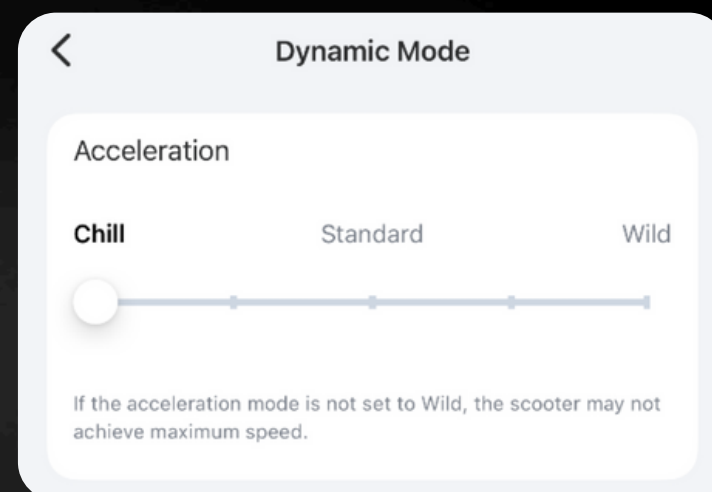 Dynamic Mode
Acceleration
Chill Standard Wild
If the acceleration mode is not set to Wild, the scooter may not
achieve maximum speed.